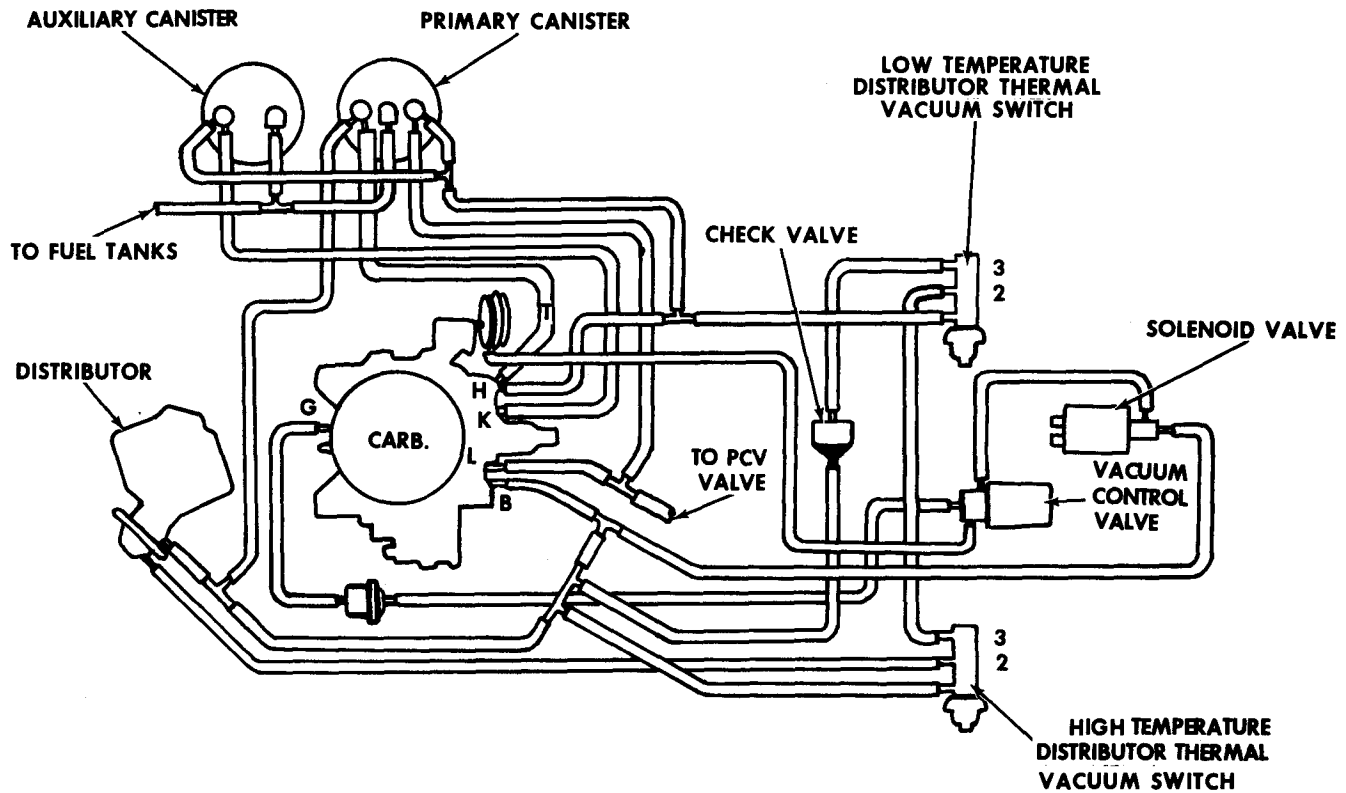 AUXILIARY CANISTER
PRIMARY CANISTER
LOW TEMPERATURE
DISTRIBUTOR THERMAL
VACUUM SWITCH
TO FUEL TANKS
CHECK VALVE
3
2
SOLENOID VALVE
DISTRIBUTOR
H
G
K
CARB.
L
TO PCV
VALVE
B
VACUUM
CONTROL
VALVE
3
2
HIGH TEMPERATURE
DISTRIBUTOR THERMAL
VACUUM SWITCH